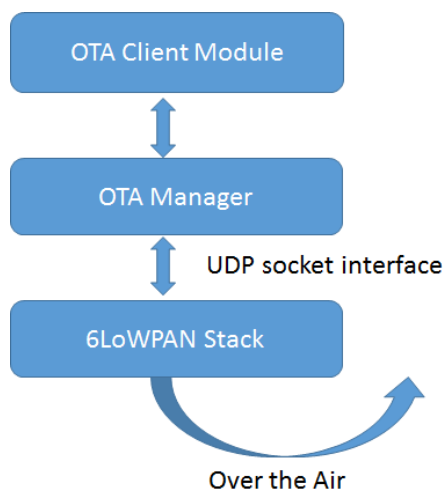 OTA Client Module
OTA Manager
UDP socket interface
6LoWPAN Stack
Over the Air